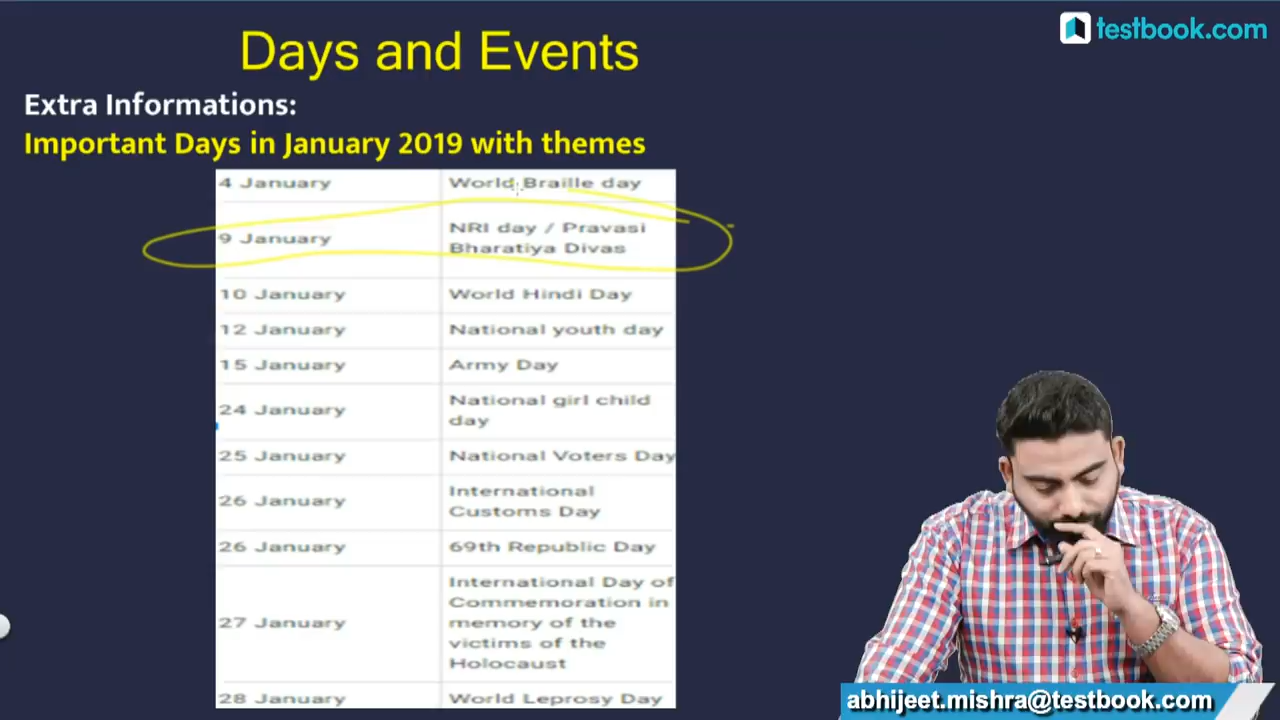 testbook.com
Days and Events
Extra Informations:
Important Days in January 2019 with themes
4 January World Braille day
9 January NRI day / Pravasi
Bharatiya Divas
10 January World Hindi Day
12 January National youth day
15 January Army Day
24 January National girl child
day
25 January National Voters Day
26 January International
Customs Day
26 January 69th Republic Day
27 January International Day of
Commemoration in
memory of the
victims of the
Holocaust
28 January World Leprosy Day
abhijeet.mishra@testbook.com